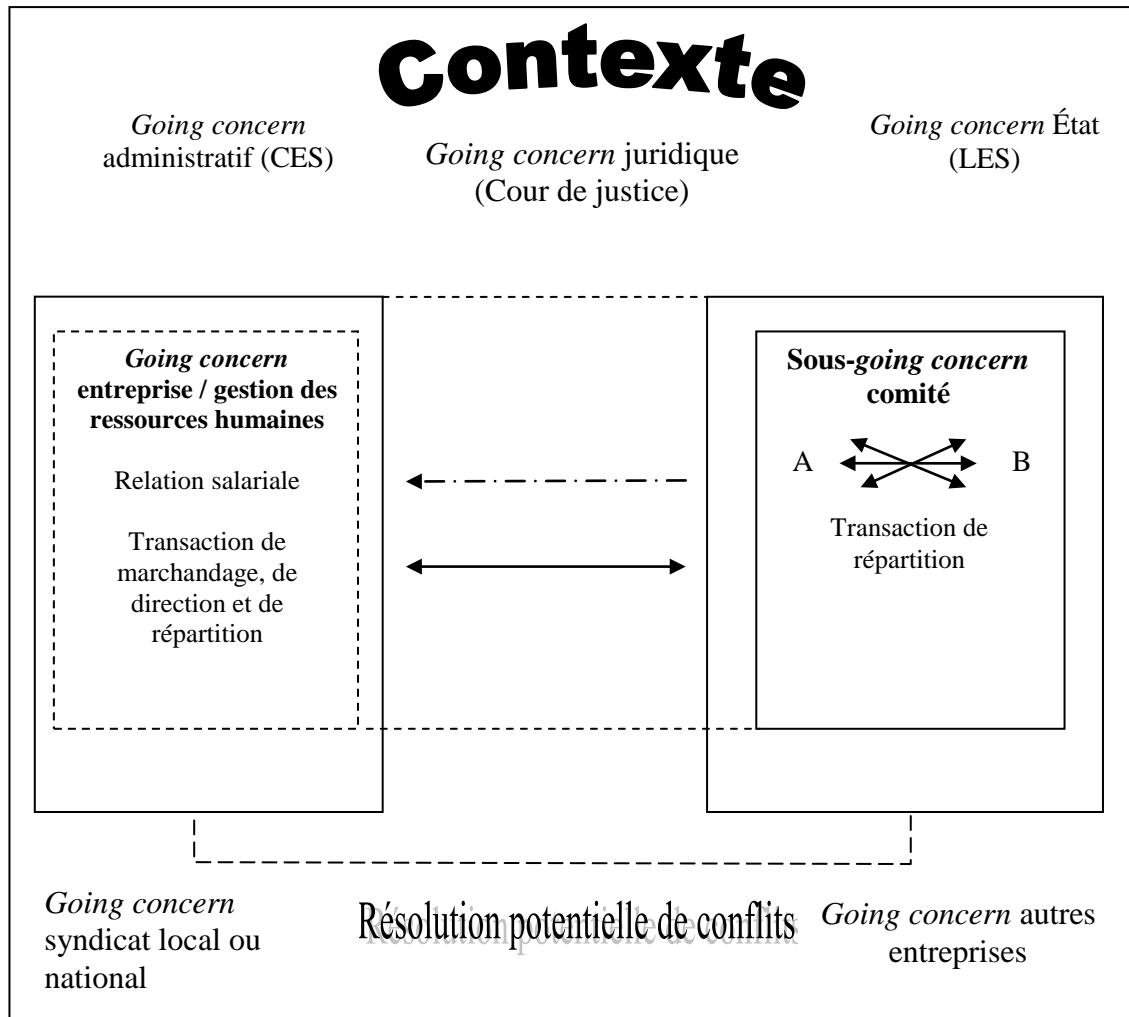 Contexte
Going concern
administratif (CES)
Going concern juridique
(Cour de justice)
Going concern État
(LES)
Going concern
entreprise / gestion des
ressources humaines
Relation salariale
Transaction de
marchandage, de
direction et de
répartition
Sous-going concern
comité
A
B
Transaction de
répartition
Going concern
syndicat local ou
national
Résolution potentielle de conflits
Going concern autres
entreprises